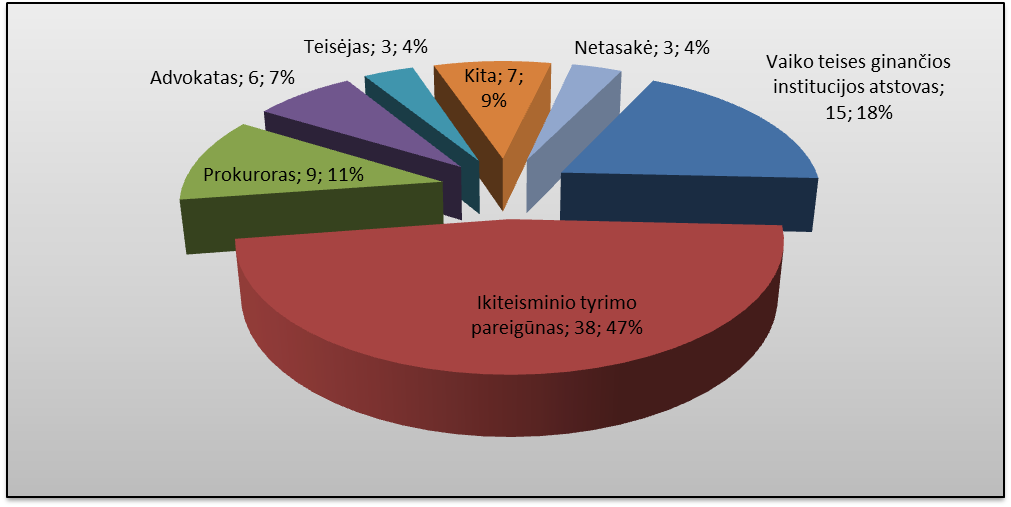 Teisėjas; 3; 4%
Netasakė; 3; 4%
Advokatas; 6; 7%
Kita; 7;
9%
Vaiko teises ginančios
institucijos atstovas;
15; 18%
Prokuroras; 9; 11%
Ikiteisminio tyrimo
pareigūnas; 38; 47%